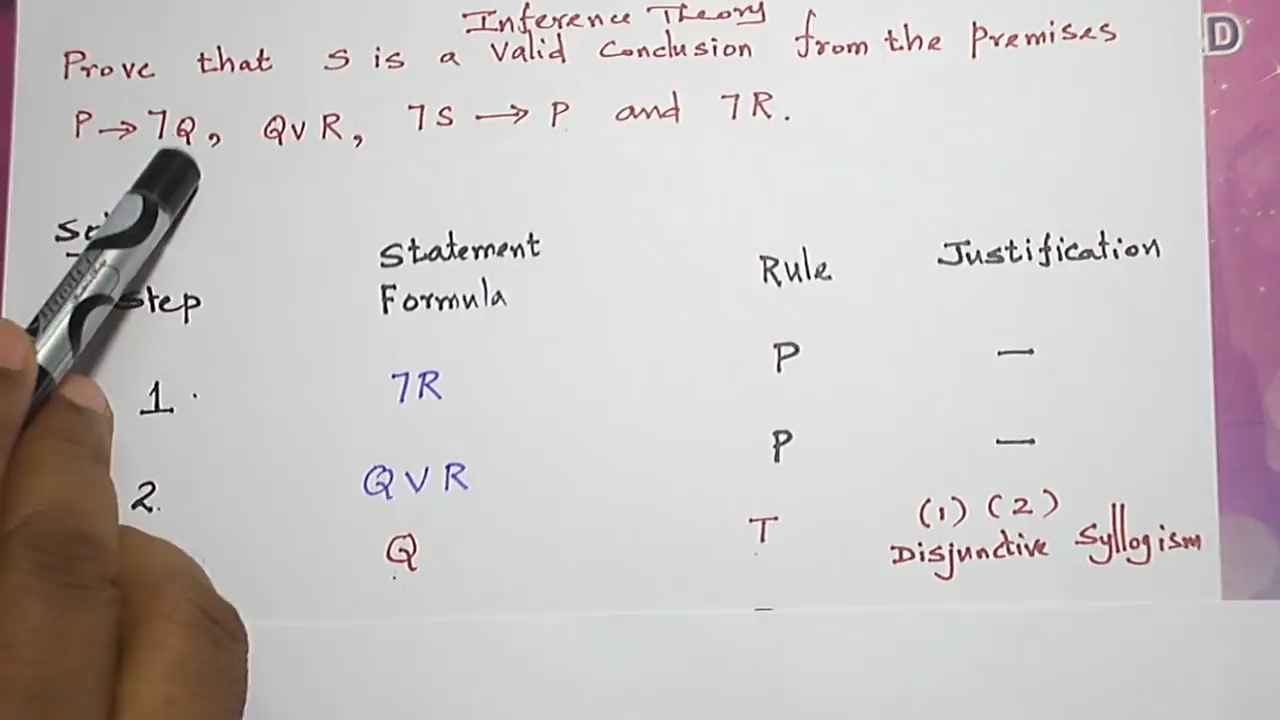 Inference Theory
Prove that S is a valid conclusion from the premises
P → 7Q, Q∨R, 7S → P and 7R.
Step Statement Formula Rule Justification
1. 7R P —
2. Q∨R P —
Q T (1) (2) Disjunctive Syllogism
D